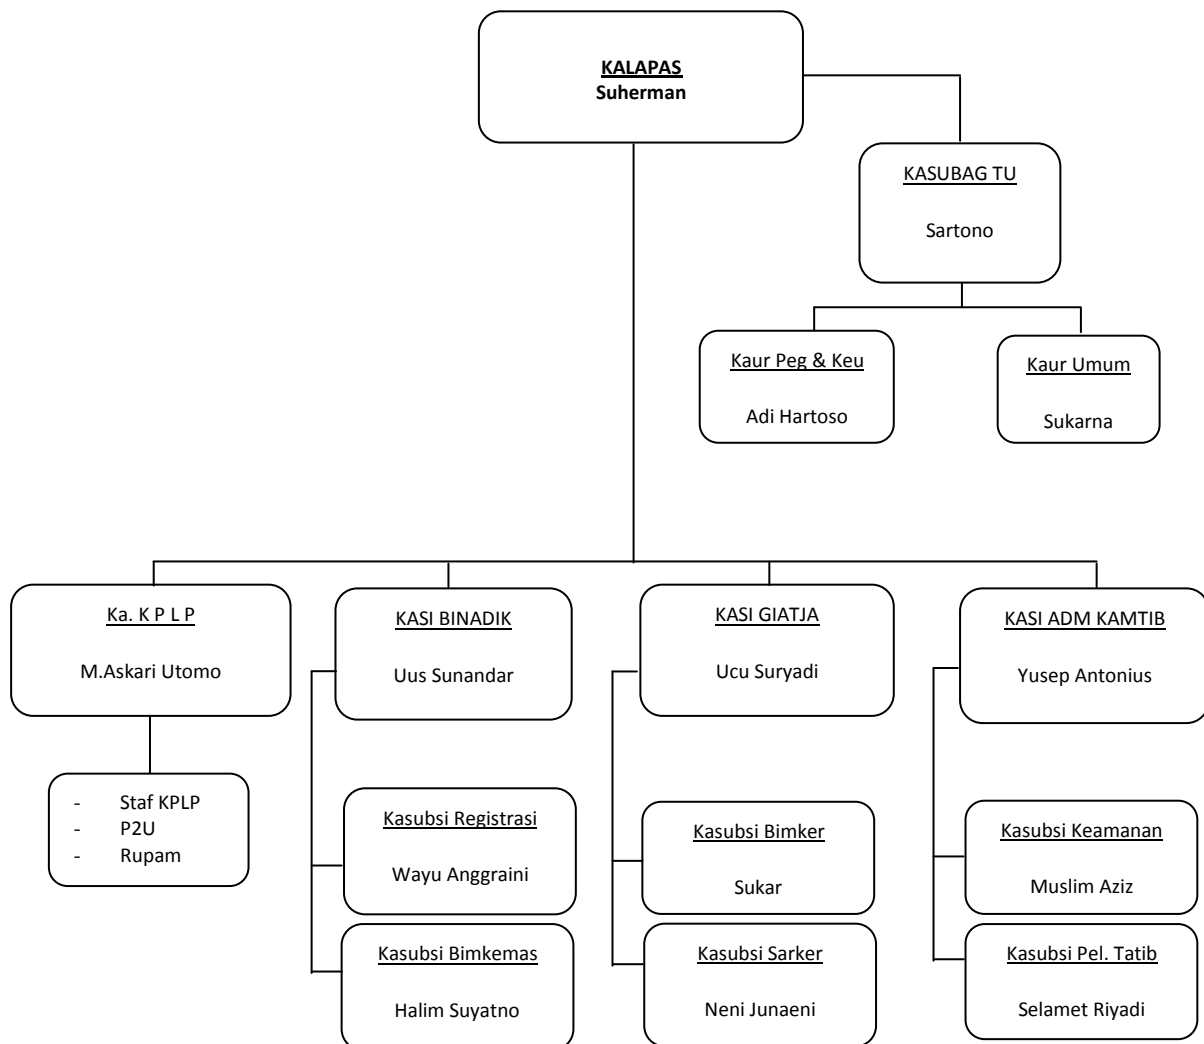 KALAPAS
Suherman
KASUBAG TU
Sartono
Kaur Peg & Keu
Adi Hartoso
Kaur Umum
Sukarna
Ka. K P L P
M.Askari Utomo
KASI BINADIK
Uus Sunandar
KASI GIATJA
Ucu Suryadi
KASI ADM KAMTIB
Yusep Antonius
- Staf KPLP
- P2U
- Rupam
Kasubsi Registrasi
Wayu Anggraini
Kasubsi Bimker
Sukar
Kasubsi Keamanan
Muslim Aziz
Kasubsi Bimkemas
Halim Suyatno
Kasubsi Sarker
Neni Junaeni
Kasubsi Pel. Tatib
Selamet Riyadi